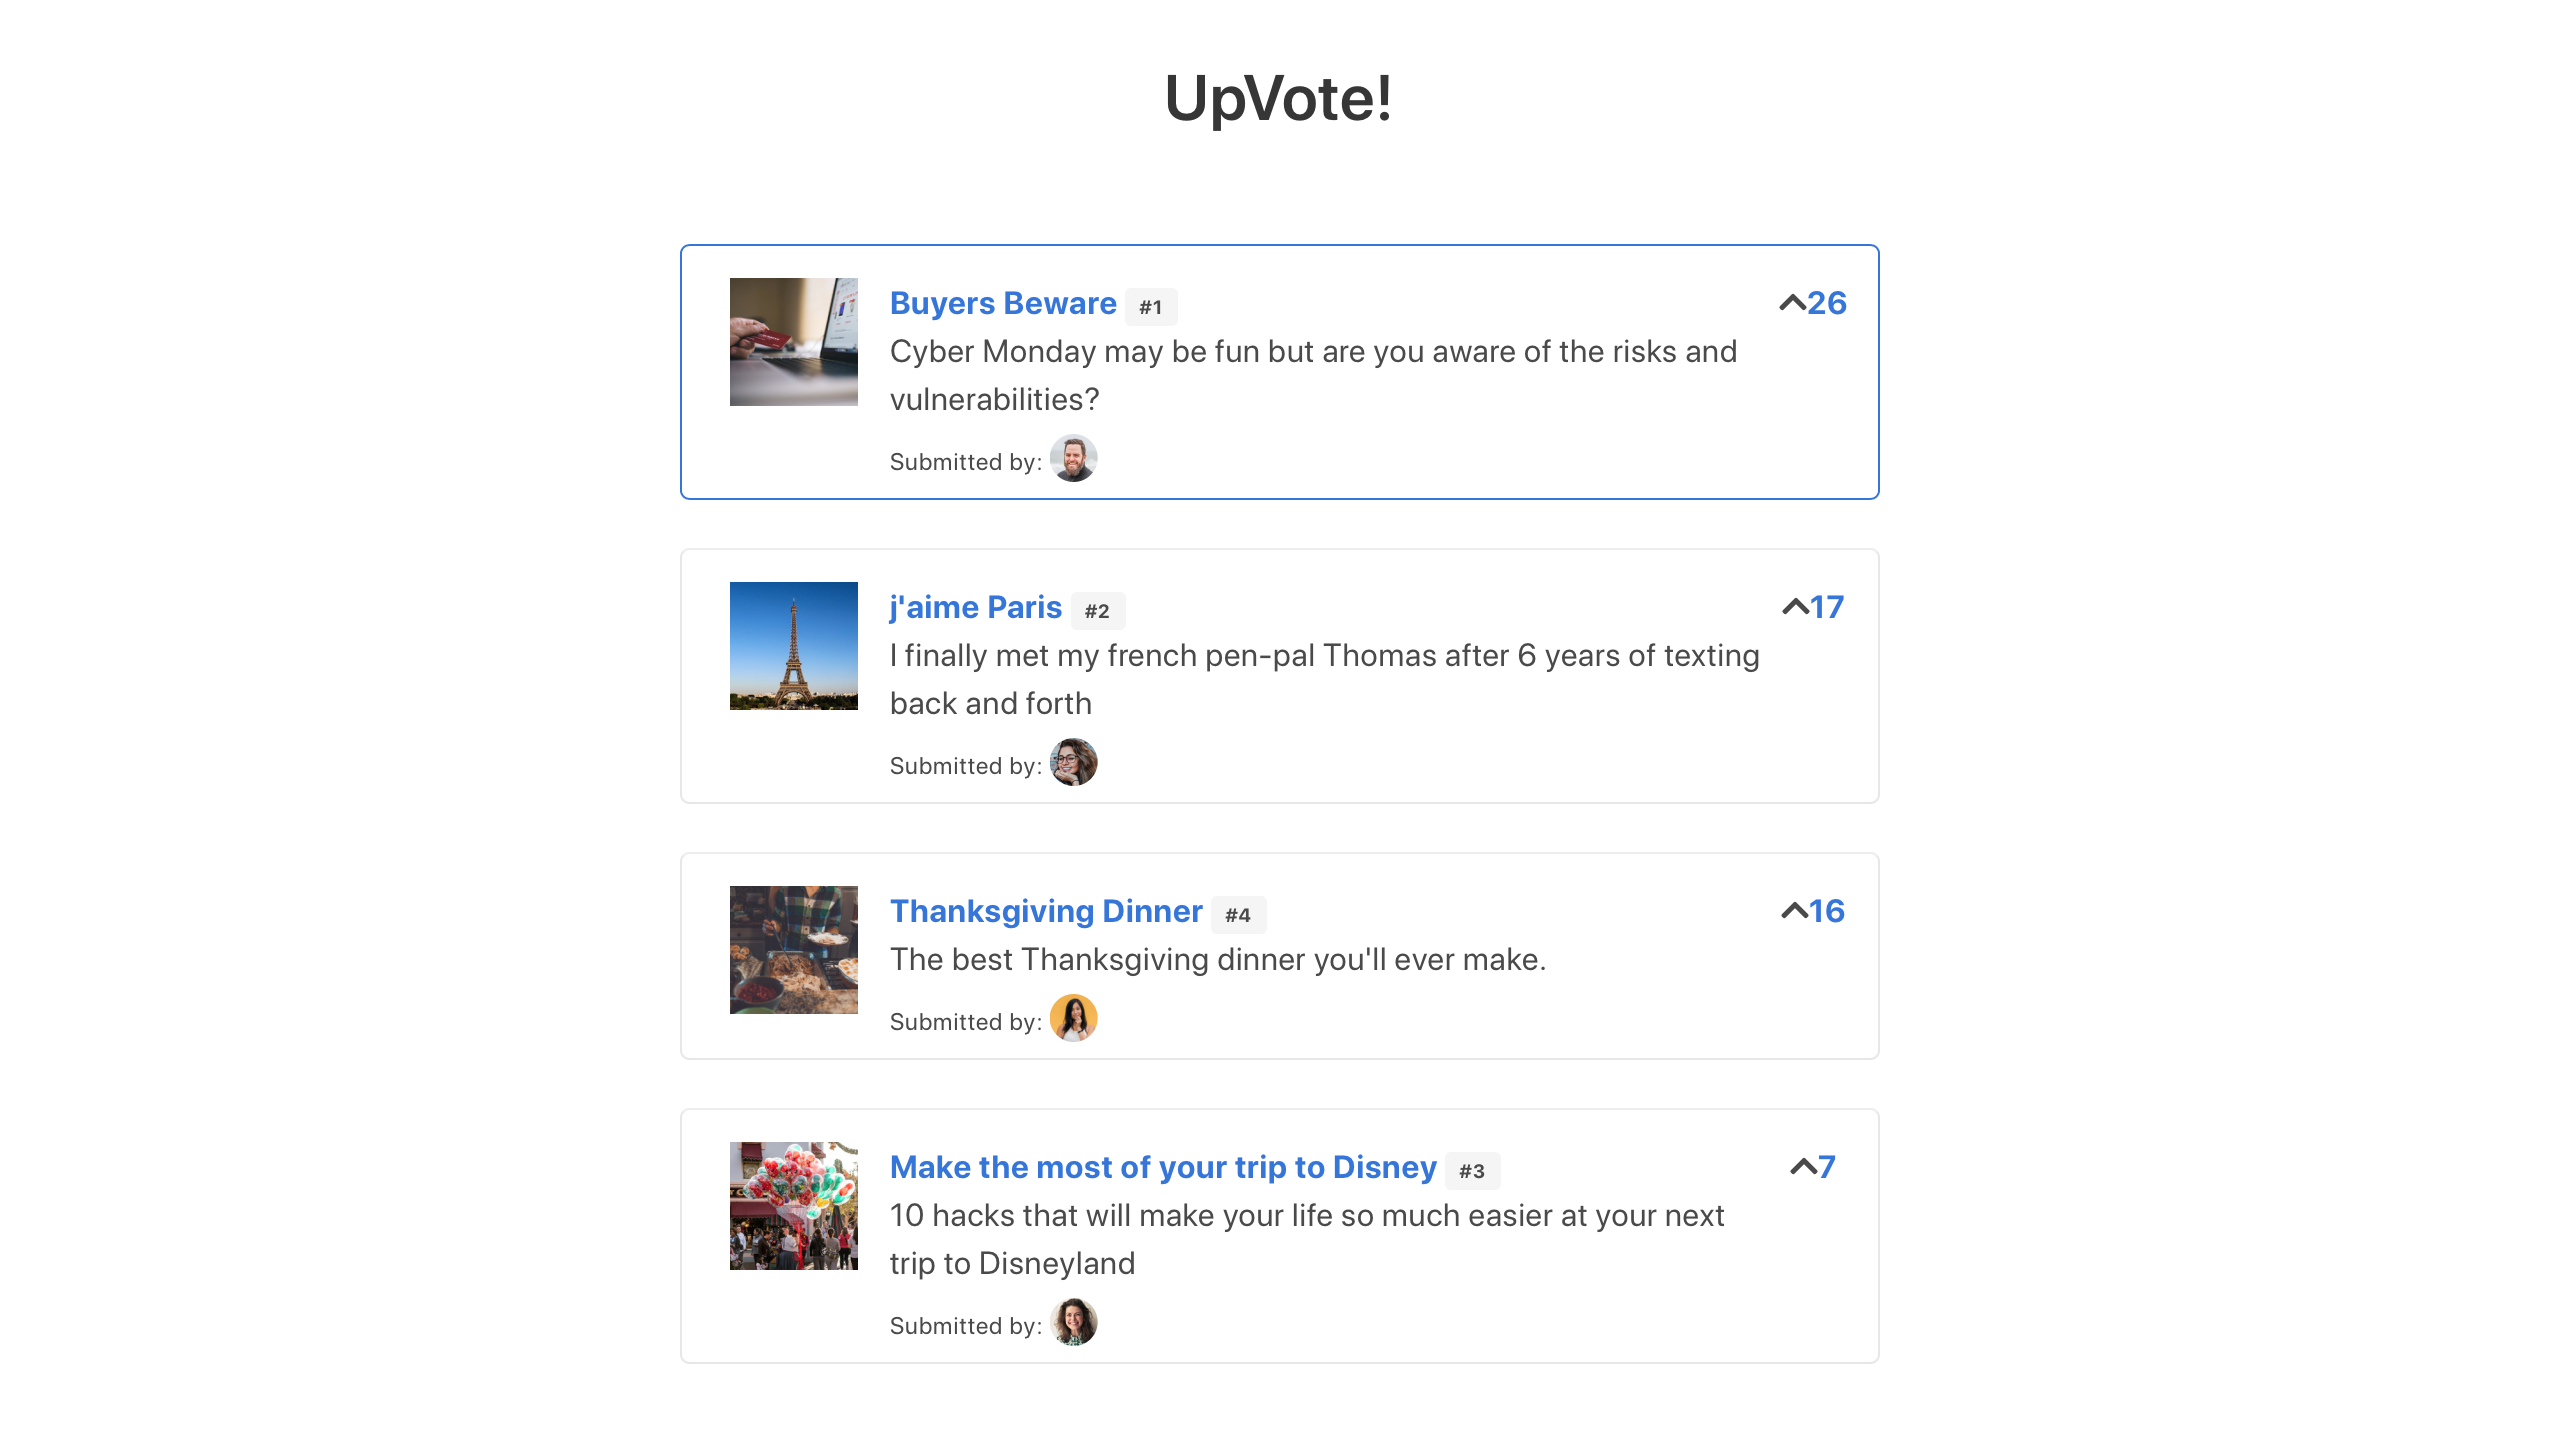 UpVote!
Buyers Beware #1
26
Cyber Monday may be fun but are you aware of the risks and
vulnerabilities?
Submitted by:
j'aime Paris #2
17
I finally met my french pen-pal Thomas after 6 years of texting
back and forth
Submitted by:
Thanksgiving Dinner #4
16
The best Thanksgiving dinner you'll ever make.
Submitted by:
Make the most of your trip to Disney #3
7
10 hacks that will make your life so much easier at your next
trip to Disneyland
Submitted by: